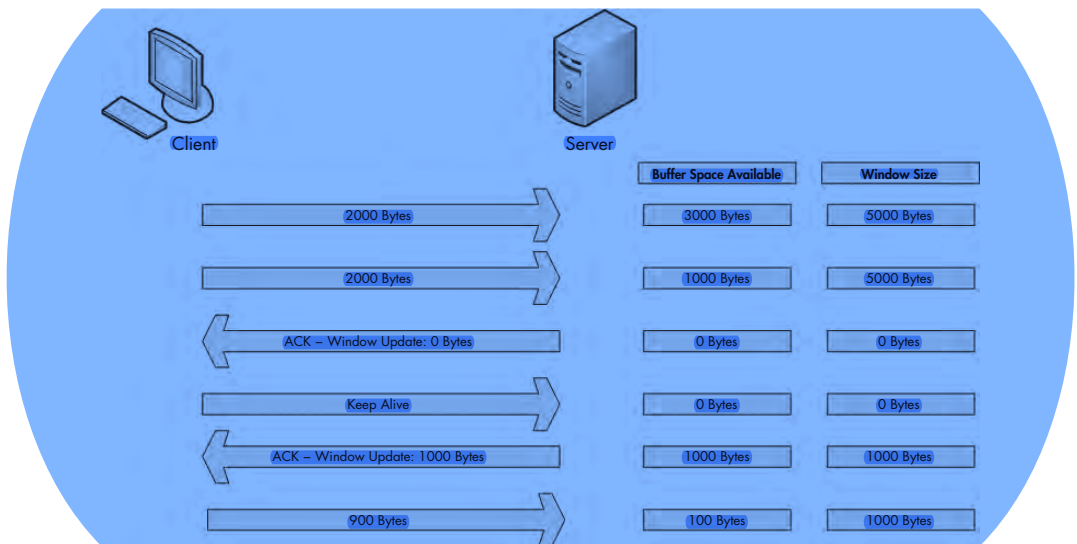 Client
Server
Buffer Space Available
Window Size
2000 Bytes
3000 Bytes
5000 Bytes
2000 Bytes
1000 Bytes
5000 Bytes
ACK – Window Update: 0 Bytes
0 Bytes
0 Bytes
Keep Alive
0 Bytes
0 Bytes
ACK – Window Update: 1000 Bytes
1000 Bytes
1000 Bytes
900 Bytes
100 Bytes
1000 Bytes